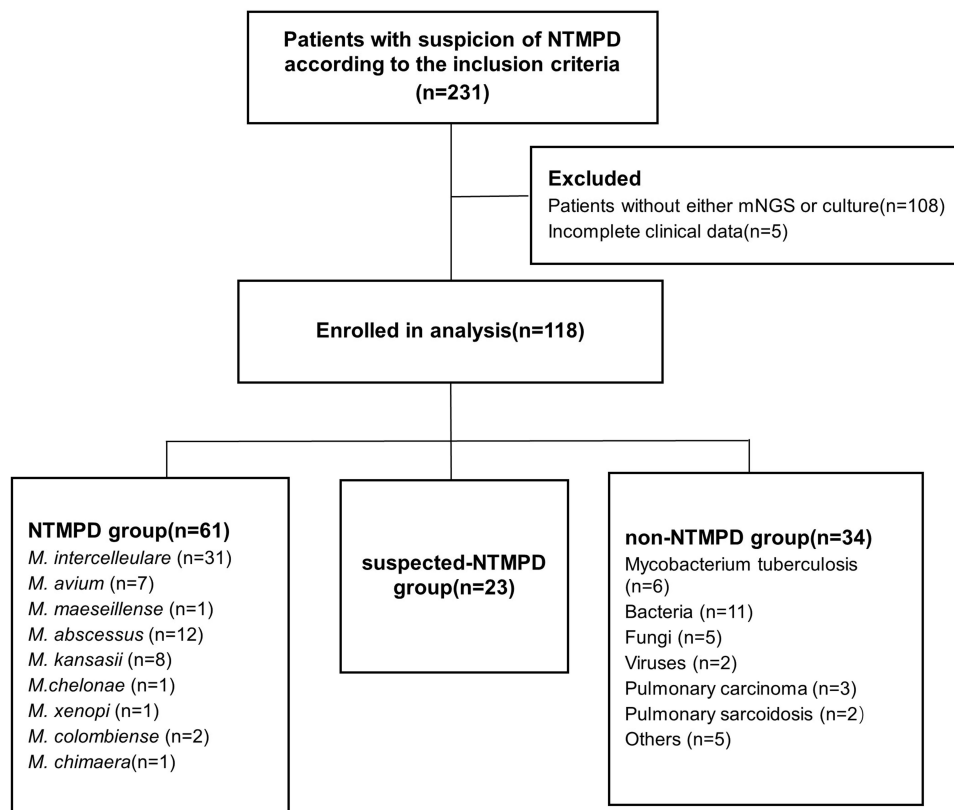 Patients with suspicion of NTMPD
according to the inclusion criteria
(n=231)
Excluded
Patients without either mNGS or culture(n=108)
Incomplete clinical data(n=5)
Enrolled in analysis(n=118)
NTMPD group(n=61)
M. intercelleulare (n=31)
M. avium (n=7)
M. maeseillense (n=1)
M. abscessus (n=12)
M. kansasii (n=8)
M.chelonae (n=1)
M. xenopi (n=1)
M. colombiense (n=2)
M. chimaera(n=1)
suspected-NTMPD
group(n=23)
non-NTMPD group(n=34)
Mycobacterium tuberculosis
(n=6)
Bacteria (n=11)
Fungi (n=5)
Viruses (n=2)
Pulmonary carcinoma (n=3)
Pulmonary sarcoidosis (n=2)
Others (n=5)